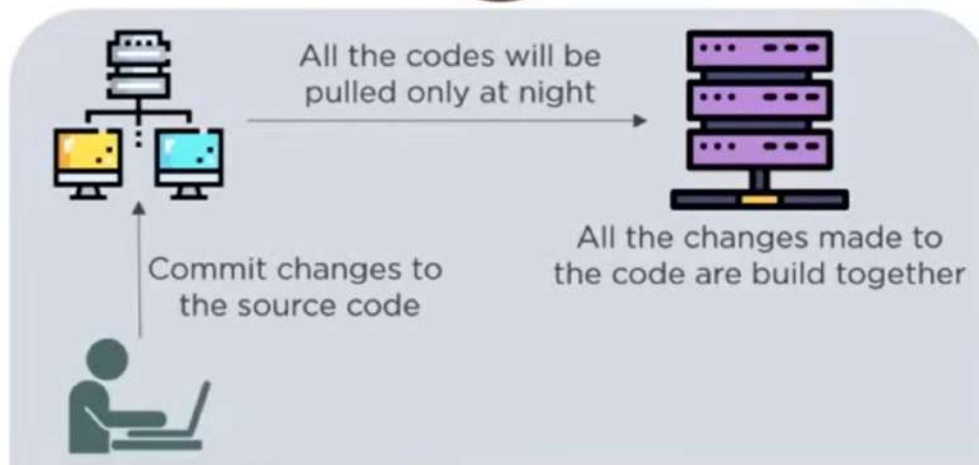 All the codes will be
pulled only at night
All the changes made to
the code are build together
Commit changes to
the source code